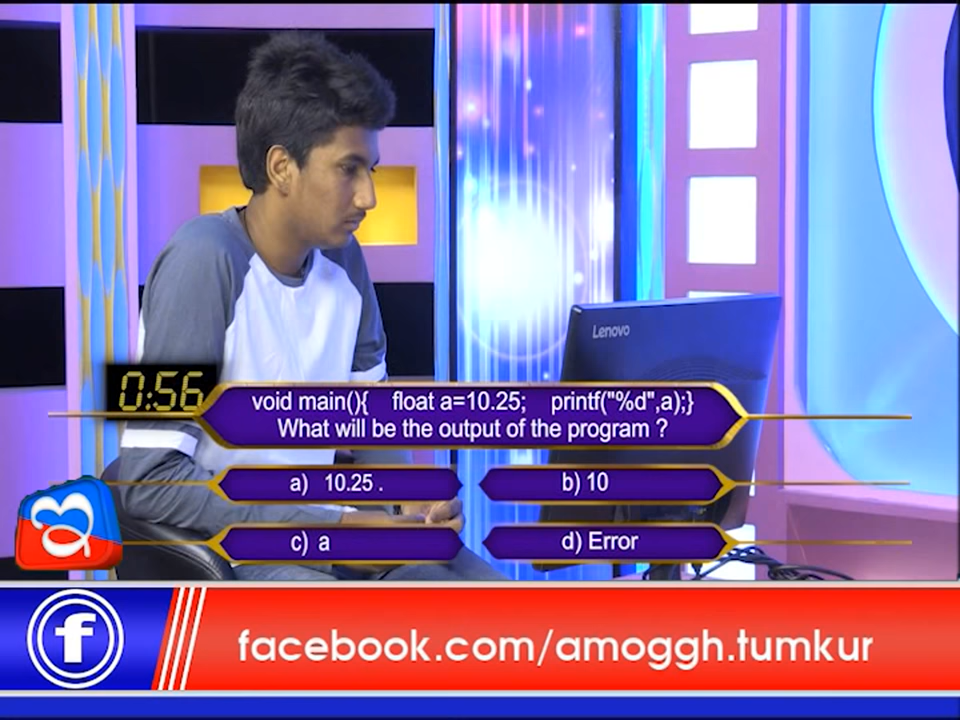 Lenovo
0:56
void main(){ float a=10.25; printf("%d",a);}
What will be the output of the program ?
a) 10.25 .
b) 10
c) a
d) Error
f facebook.com/amoggh.tumkur